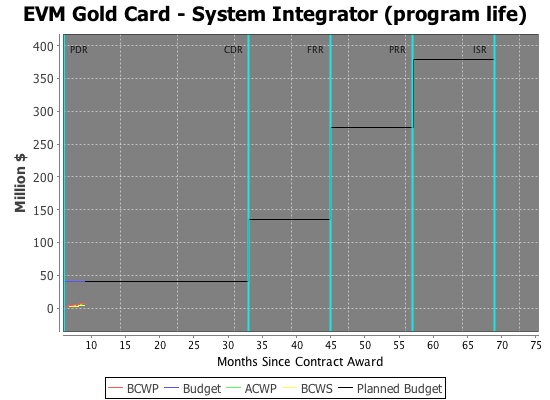 EVM Gold Card - System Integrator (program life)
PDR CDR FRR PRR ISR
Million $
400
350
300
250
200
150
100
50
0
10 15 20 25 30 35 40 45 50 55 60 65 70 75
Months Since Contract Award
BCWP Budget ACWP BCWS Planned Budget